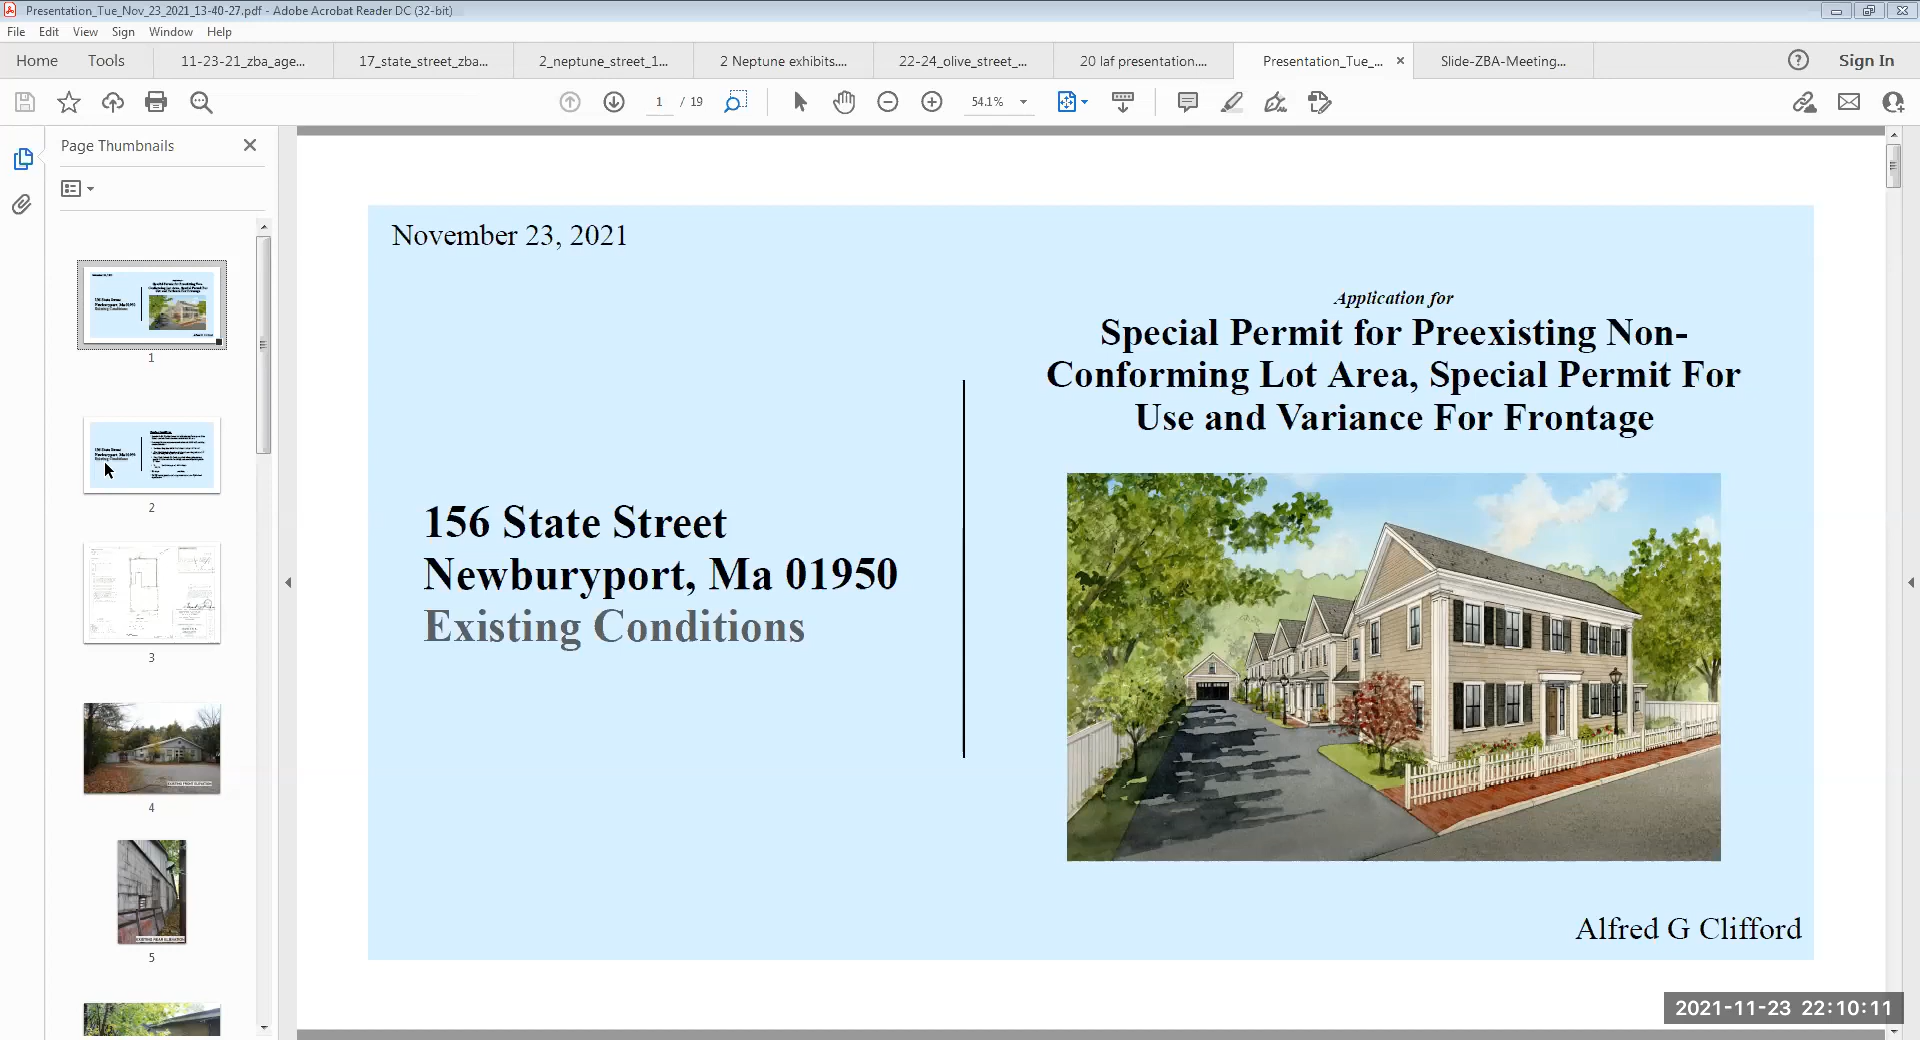 Presentation_Tue_Nov_23_2021_13-40-27.pdf - Adobe Acrobat Reader DC (32-bit)
File Edit View Sign Window Help
Home Tools 11-23-21_zba_age... 17_state_street_zba... 2_neptune_street_1... 2 Neptune exhibits.... 22-24_olive_street_... 20 laf presentation.... Presentation_Tue_... Slide-ZBA-Meeting... Sign In
1 / 19 54.1%
Page Thumbnails
1
2
3
4
5
November 23, 2021
Application for
Special Permit for Preexisting Non-
Conforming Lot Area, Special Permit For
Use and Variance For Frontage
156 State Street
Newburyport, Ma 01950
Existing Conditions
Alfred G Clifford
2021-11-23 22:10:11